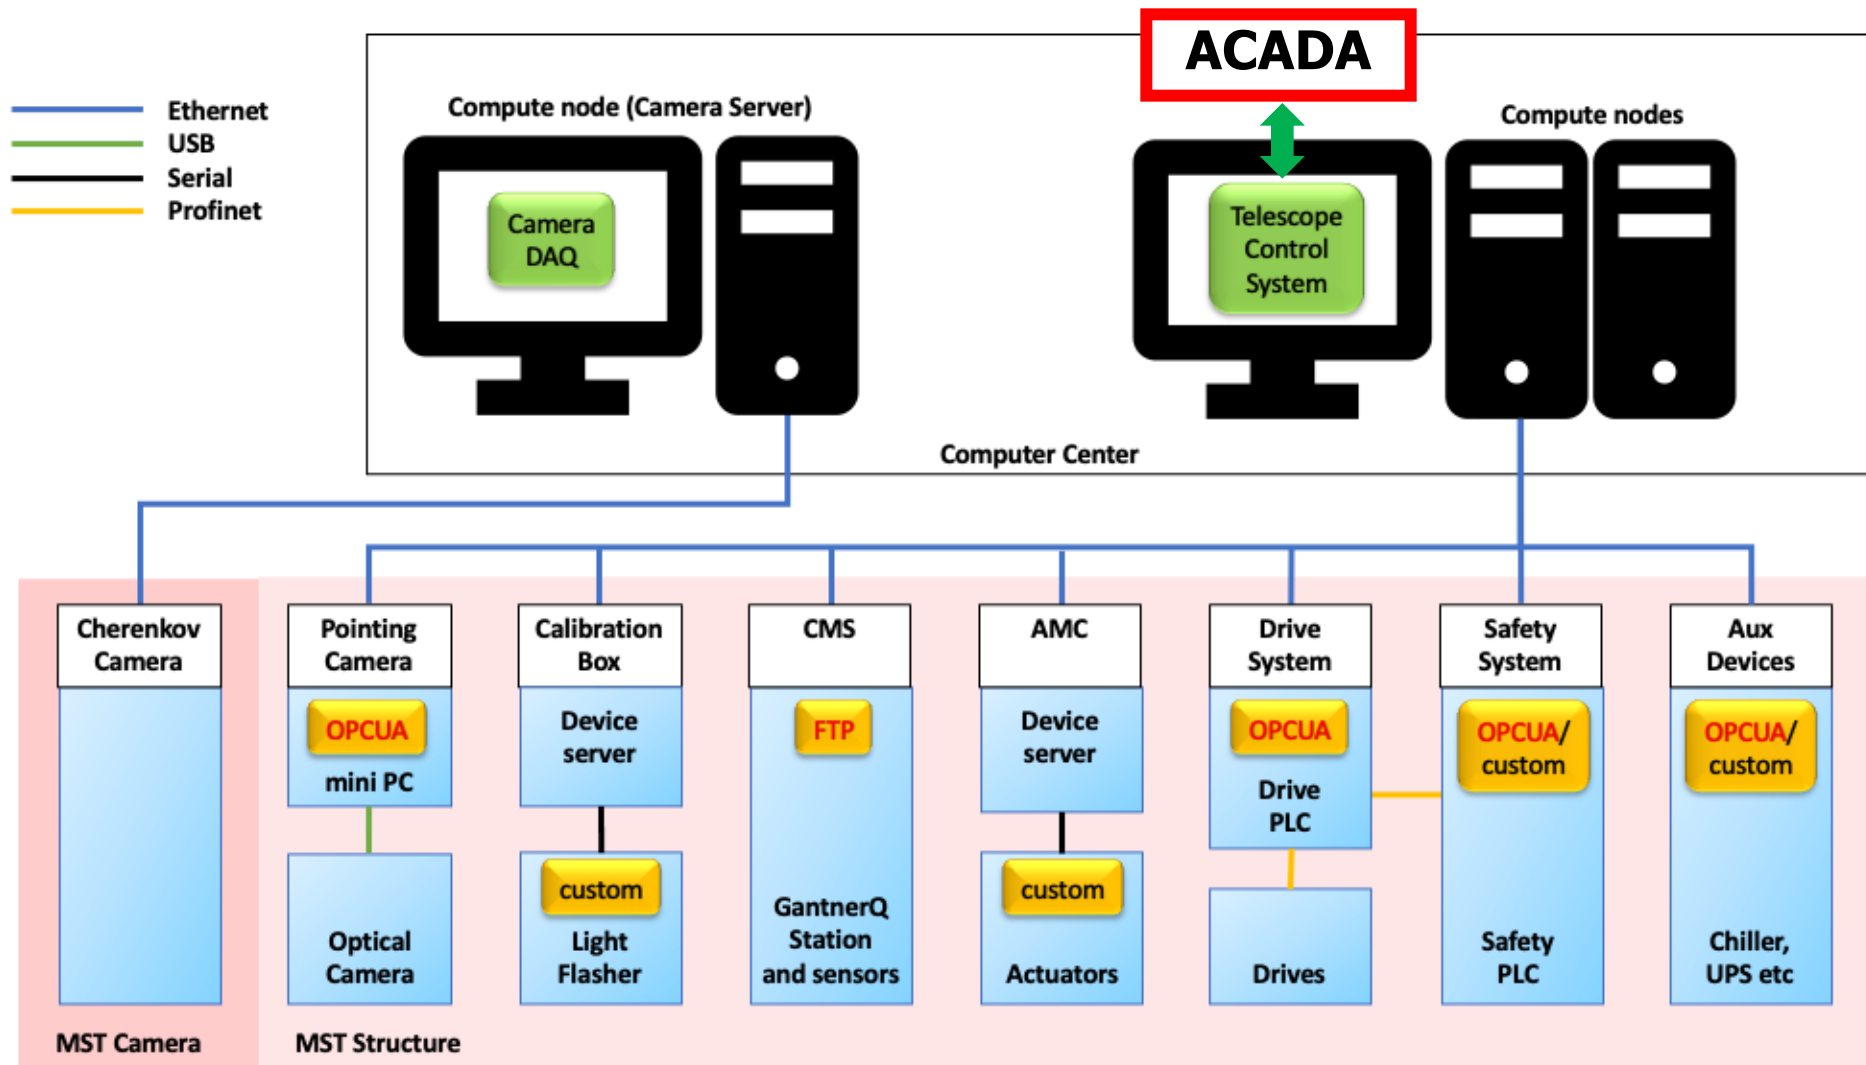 ACADA
Ethernet
USB
Serial
Profinet
Compute node (Camera Server)
Compute nodes
Camera
DAQ
Telescope
Control
System
Computer Center
Cherenkov
Camera
Pointing
Camera
OPCUA
mini PC
Optical
Camera
Calibration
Box
Device
server
custom
Light
Flasher
CMS
FTP
GantnerQ
Station
and sensors
AMC
Device
server
custom
Actuators
Drive
System
OPCUA
Drive
PLC
Drives
Safety
System
OPCUA/
custom
Safety
PLC
Aux
Devices
OPCUA/
custom
Chiller,
UPS etc
MST Camera
MST Structure